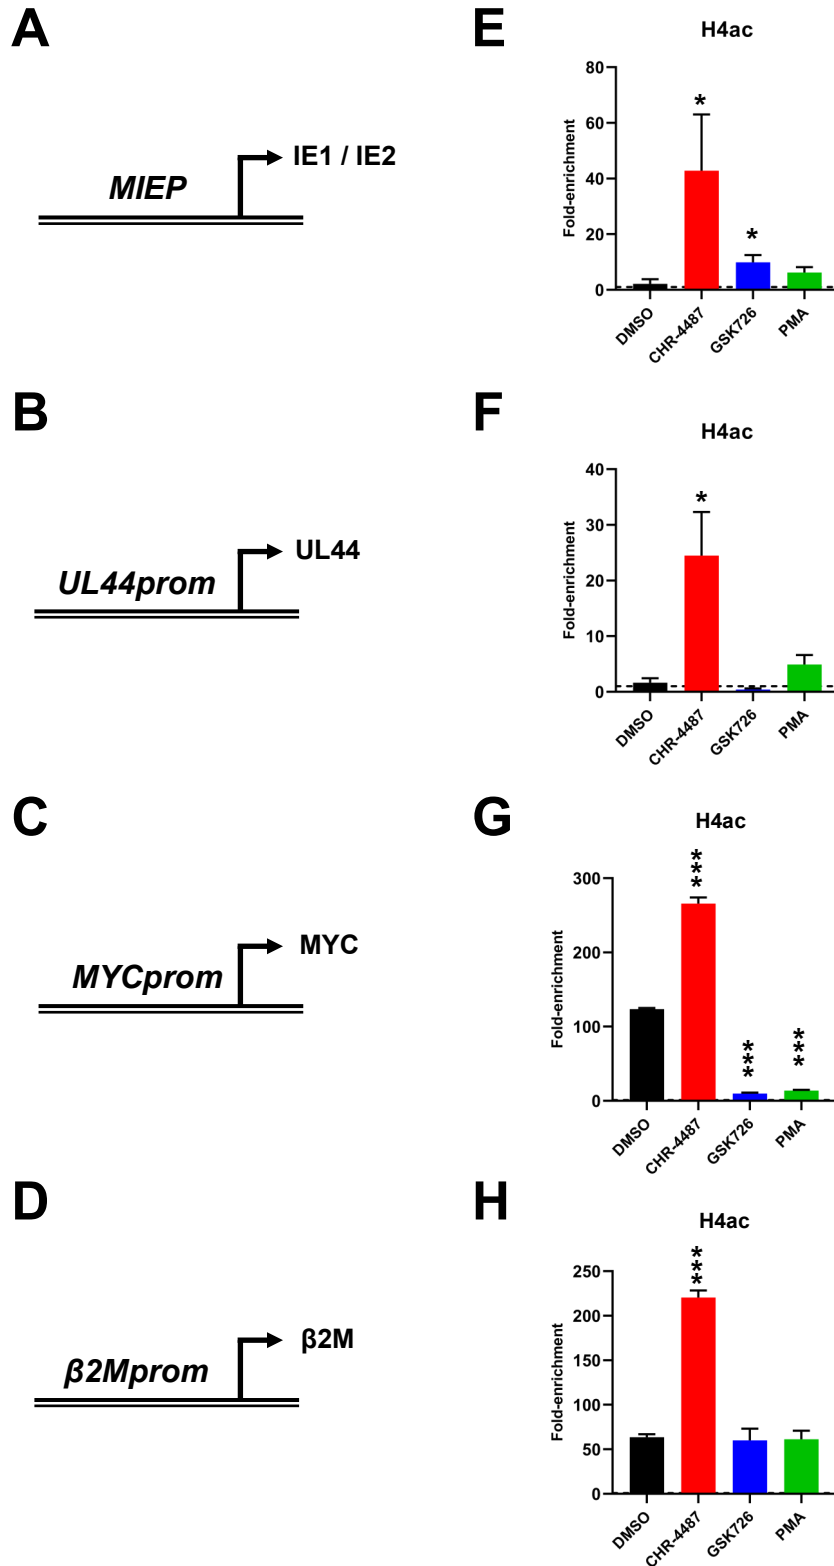 A
MIEP
IE1 / IE2
E
H4ac
Fold-enrichment
80
60
40
20
0
*
*
DMSO
CHR-4487
GSK726
PMA
B
UL44prom
UL44
F
H4ac
Fold-enrichment
40
30
20
10
0
*
DMSO
CHR-4487
GSK726
PMA
C
MYCprom
MYC
G
H4ac
Fold-enrichment
300
200
100
0
***
***
***
DMSO
CHR-4487
GSK726
PMA
D
β2Mprom
β2M
H
H4ac
Fold-enrichment
250
200
150
100
50
0
***
DMSO
CHR-4487
GSK726
PMA